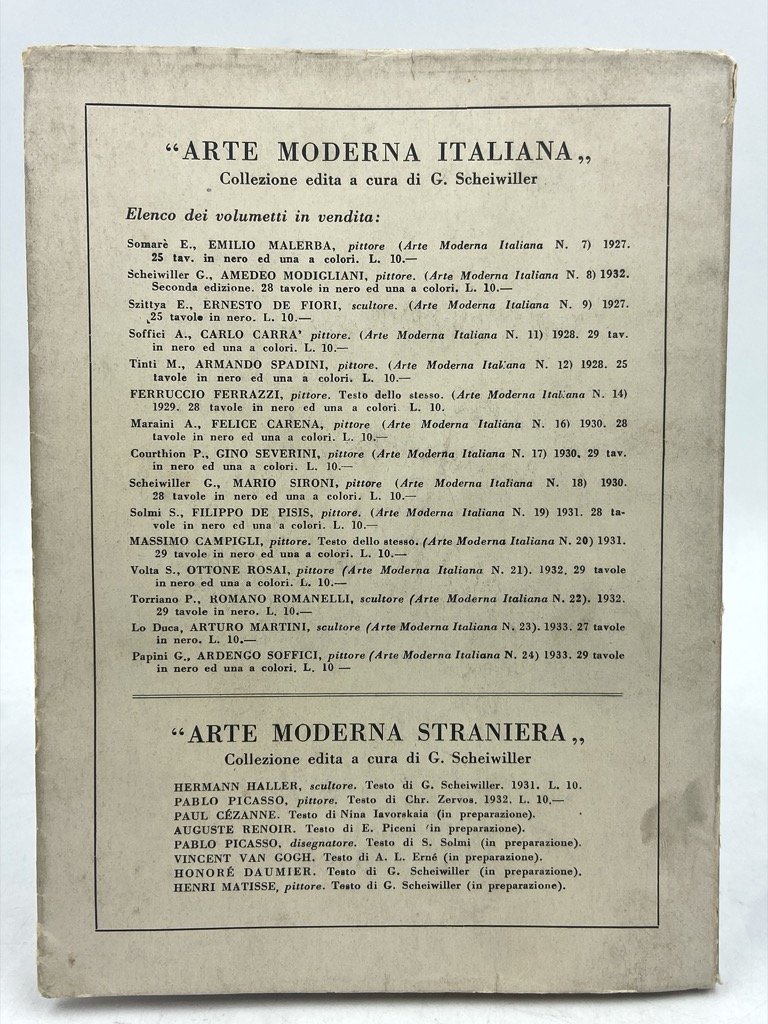 “ARTE MODERNA ITALIANA„
Collezione edita a cura di G. Scheiwiller
Elenco dei volumetti in vendita:
Somarè E., EMILIO MALERBA, pittore (Arte Moderna Italiana N. 7) 1927.
25 tav. in nero ed una a colori. L. 10.—
Scheiwiller G., AMEDEO MODIGLIANI, pittore. (Arte Moderna Italiana N. 8) 1932.
Seconda edizione. 28 tavole in nero ed una a colori. L. 10.—
Szittya E., ERNESTO DE FIORI, scultore. (Arte Moderna Italiana N. 9) 1927.
25 tavole in nero. L. 10.—
Soffici A., CARLO CARRA’ pittore. (Arte Moderna Italiana N. 11) 1928. 29 tav.
in nero ed una a colori. L. 10.—
Tinti M., ARMANDO SPADINI, pittore. (Arte Moderna Italiana N. 12) 1928. 25
tavole in nero ed una a colori. L. 10.—
FERRUCCIO FERRAZZI, pittore. Testo dello stesso. (Arte Moderna Italiana N. 14)
1929. 28 tavole in nero ed una a colori. L. 10.
Maraini A., FELICE CARENA, pittore (Arte Moderna Italiana N. 16) 1930. 28
tavole in nero ed una a colori. L. 10.—
Courthion P., GINO SEVERINI, pittore (Arte Moderna Italiana N. 17) 1930. 29 tav.
in nero ed una a colori. L. 10.—
Scheiwiller G., MARIO SIRONI, pittore (Arte Moderna Italiana N. 18) 1930.
28 tavole in nero ed una a colori. L. 10.—
Solmi S., FILIPPO DE PISIS, pittore. (Arte Moderna Italiana N. 19) 1931. 28 ta-
vole in nero ed una a colori. L. 10.—
MASSIMO CAMPIGLI, pittore. Testo dello stesso. (Arte Moderna Italiana N. 20) 1931.
29 tavole in nero ed una a colori. L. 10.—
Volta S., OTTONE ROSAI, pittore (Arte Moderna Italiana N. 21). 1932. 29 tavole
in nero ed una a colori. L. 10.—
Torriano P., ROMANO ROMANELLI, scultore (Arte Moderna Italiana N. 22). 1932.
29 tavole in nero. L. 10.—
Lo Duca, ARTURO MARTINI, scultore (Arte Moderna Italiana N. 23). 1933. 27 tavole
in nero. L. 10.—
Papini G., ARDENGO SOFFICI, pittore (Arte Moderna Italiana N. 24) 1933. 29 tavole
in nero ed una a colori. L. 10 —
“ARTE MODERNA STRANIERA„
Collezione edita a cura di G. Scheiwiller
HERMANN HALLER, scultore. Testo di G. Scheiwiller. 1931. L. 10.
PABLO PICASSO, pittore. Testo di Chr. Zervos. 1932. L. 10.—
PAUL CÉZANNE. Testo di Nina Iavorskaia (in preparazione).
AUGUSTE RENOIR. Testo di E. Piceni (in preparazione).
PABLO PICASSO, disegnatore. Testo di S. Solmi (in preparazione).
VINCENT VAN GOGH. Testo di A. L. Erné (in preparazione).
HONORÉ DAUMIER. Testo di G. Scheiwiller (in preparazione).
HENRI MATISSE, pittore. Testo di G. Scheiwiller (in preparazione).